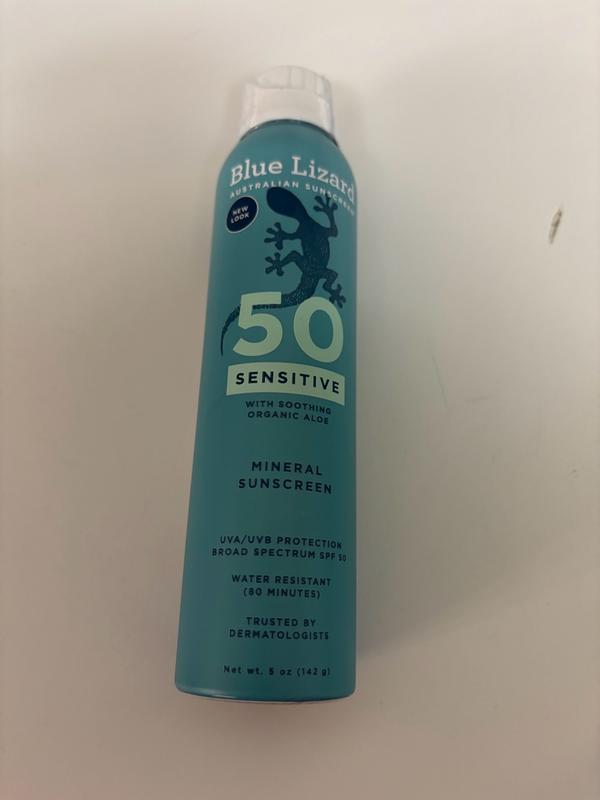 Blue Lizard
AUSTRALIAN SUNSCREEN
NEW
LOOK
50
SENSITIVE
WITH SOOTHING
ORGANIC ALOE
MINERAL
SUNSCREEN
UVA/UVB PROTECTION
BROAD SPECTRUM SPF 50
WATER RESISTANT
(80 MINUTES)
TRUSTED BY
DERMATOLOGISTS
Net wt. 5 oz (142 g)